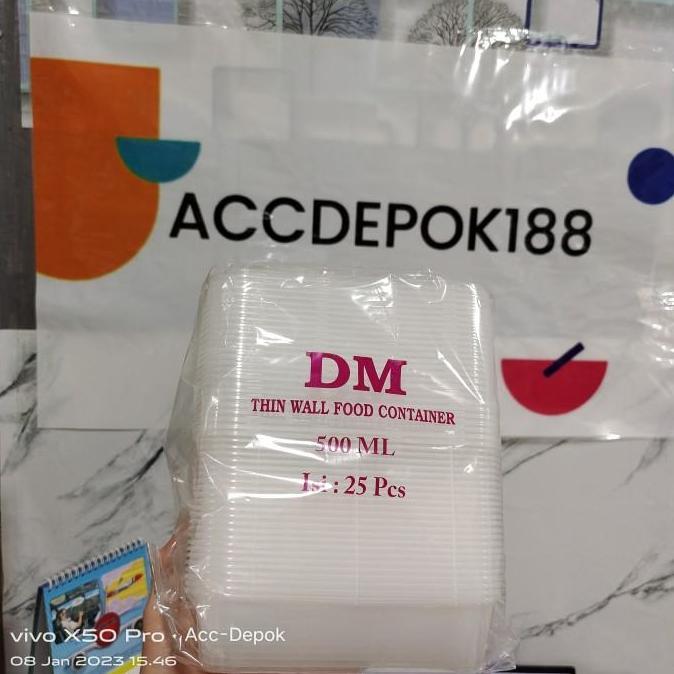 ACCDEPOK188
DM
THIN WALL FOOD CONTAINER
500 ML
Isi : 25 Pcs
vivo X50 Pro · Acc-Depok
08 Jan 2023 15.46